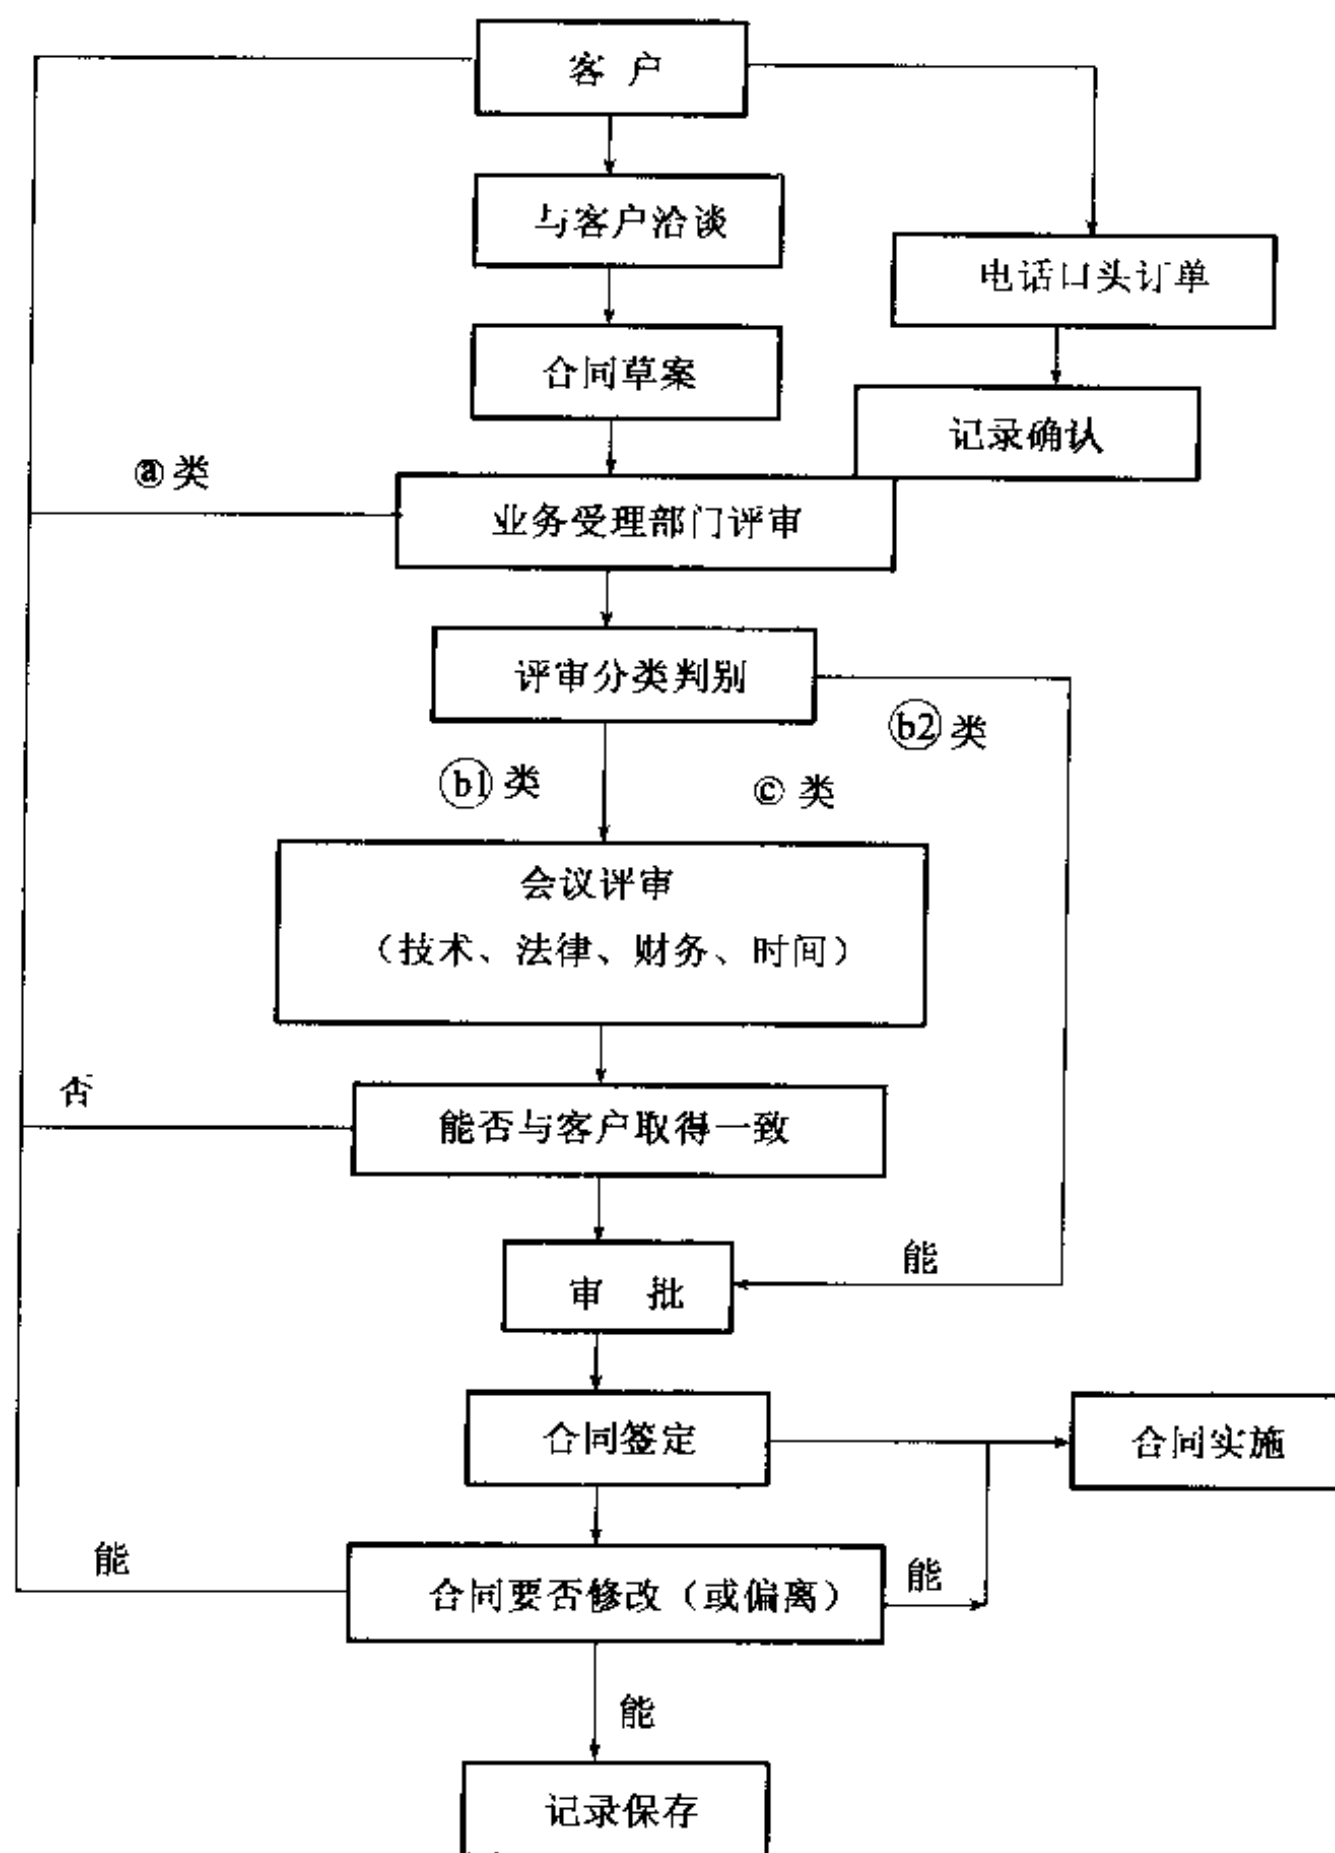 客 户
与客户洽谈
电话口头订单
合同草案
记录确认
ⓐ类
业务受理部门评审
评审分类判别
b2类
b1类
ⓒ类
会议评审
（技术、法律、财务、时间）
否
能否与客户取得一致
能
审 批
合同签定
合同实施
能
合同要否修改（或偏离）
能
能
记录保存